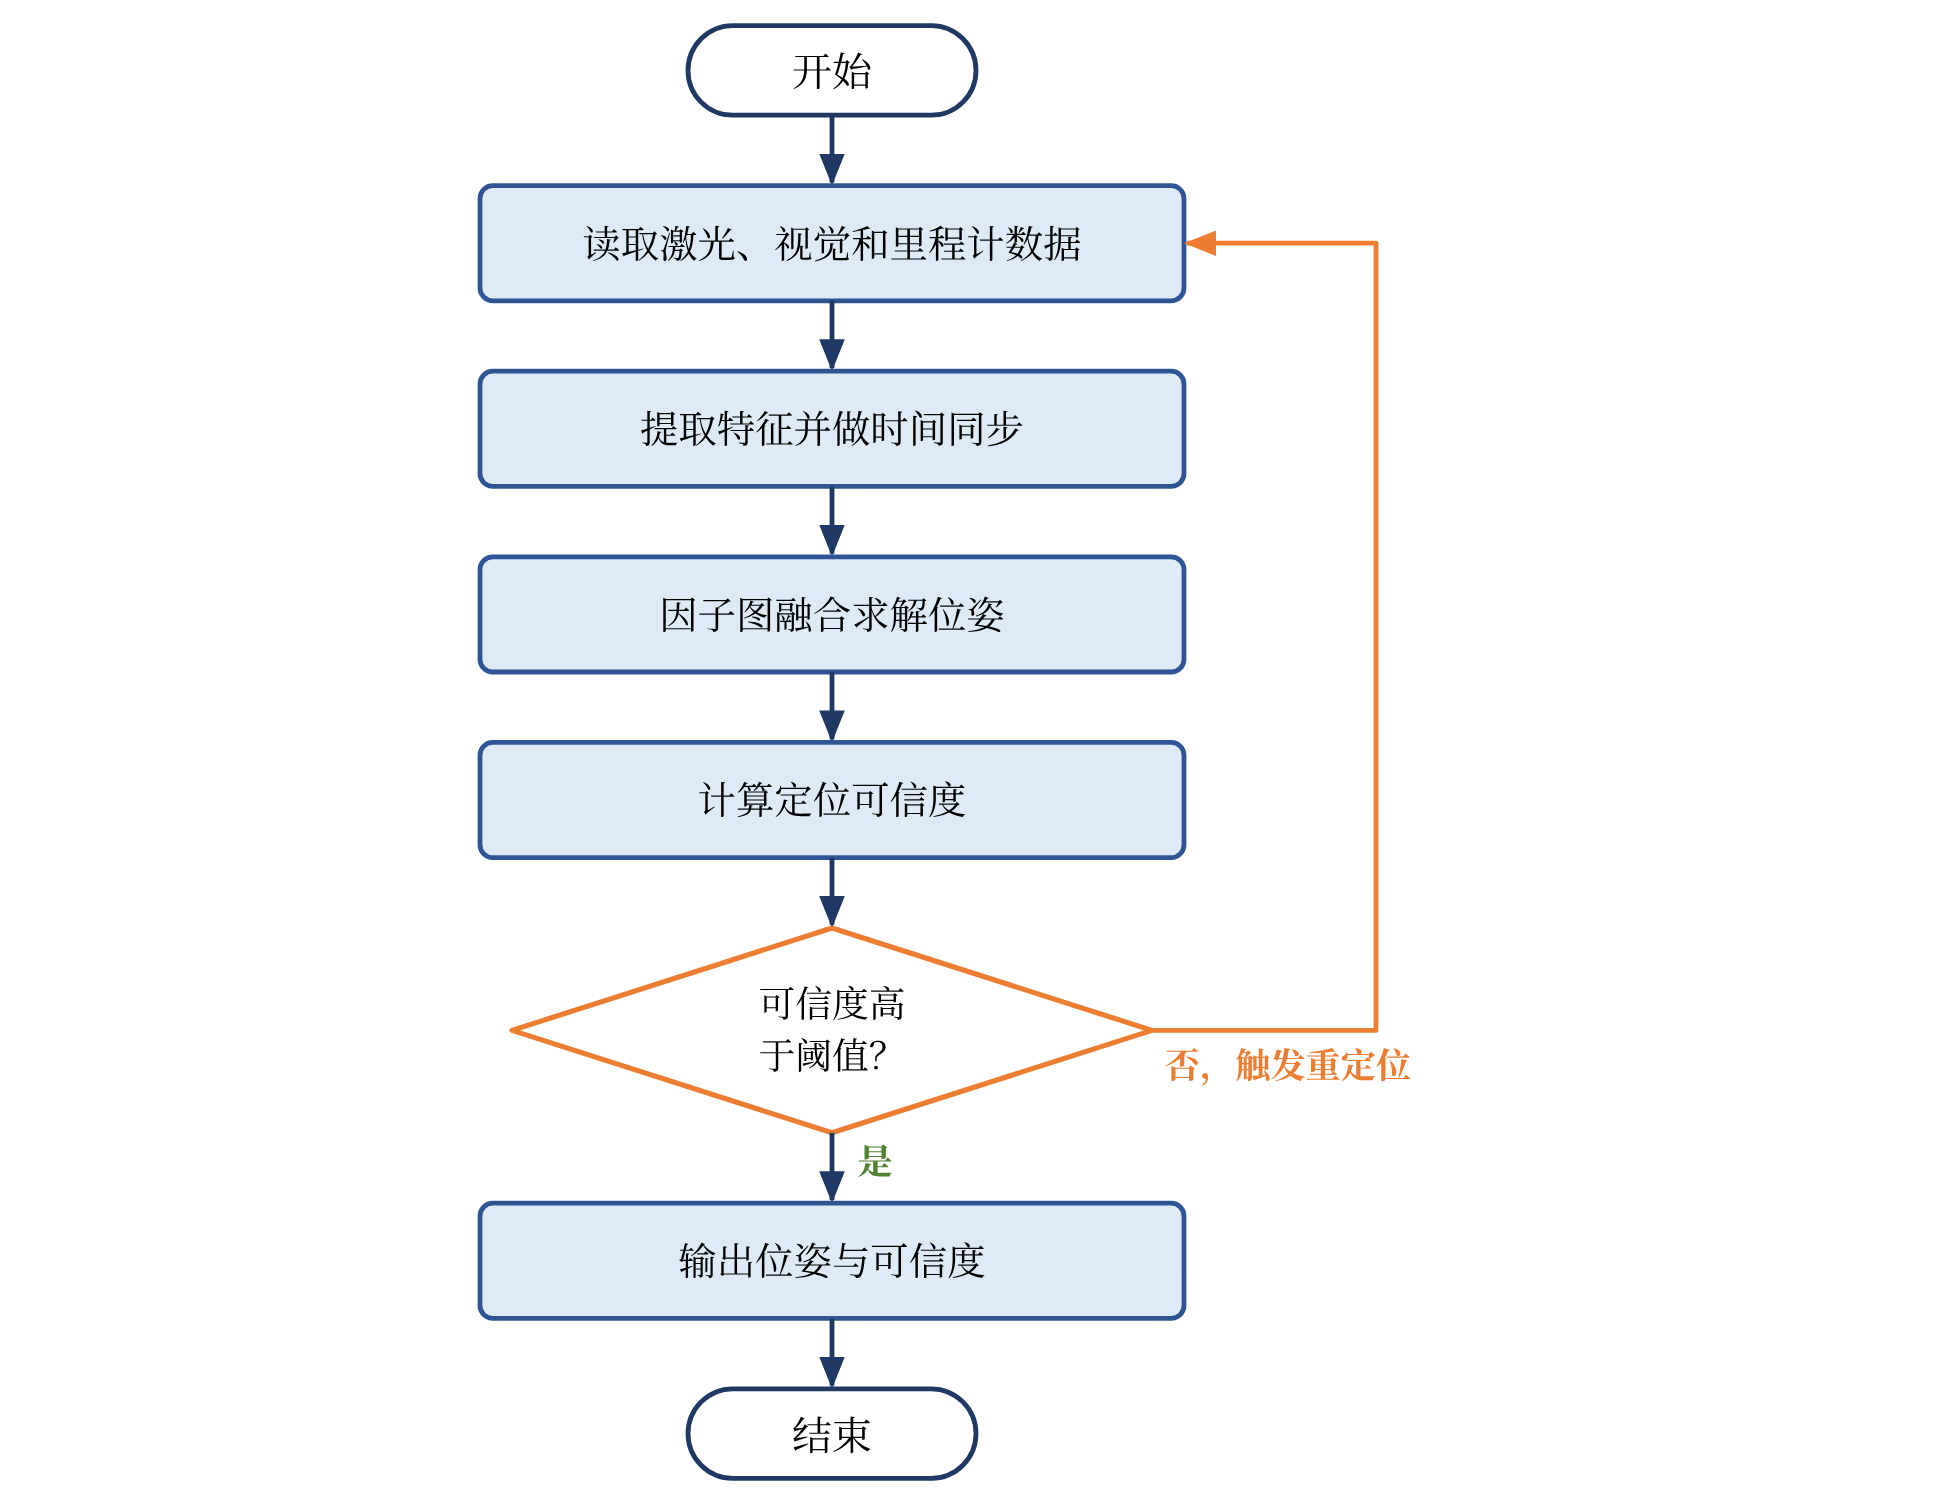 开始
读取激光、视觉和里程计数据
提取特征并做时间同步
因子图融合求解位姿
计算定位可信度
可信度高
于阈值?
否，触发重定位
是
输出位姿与可信度
结束